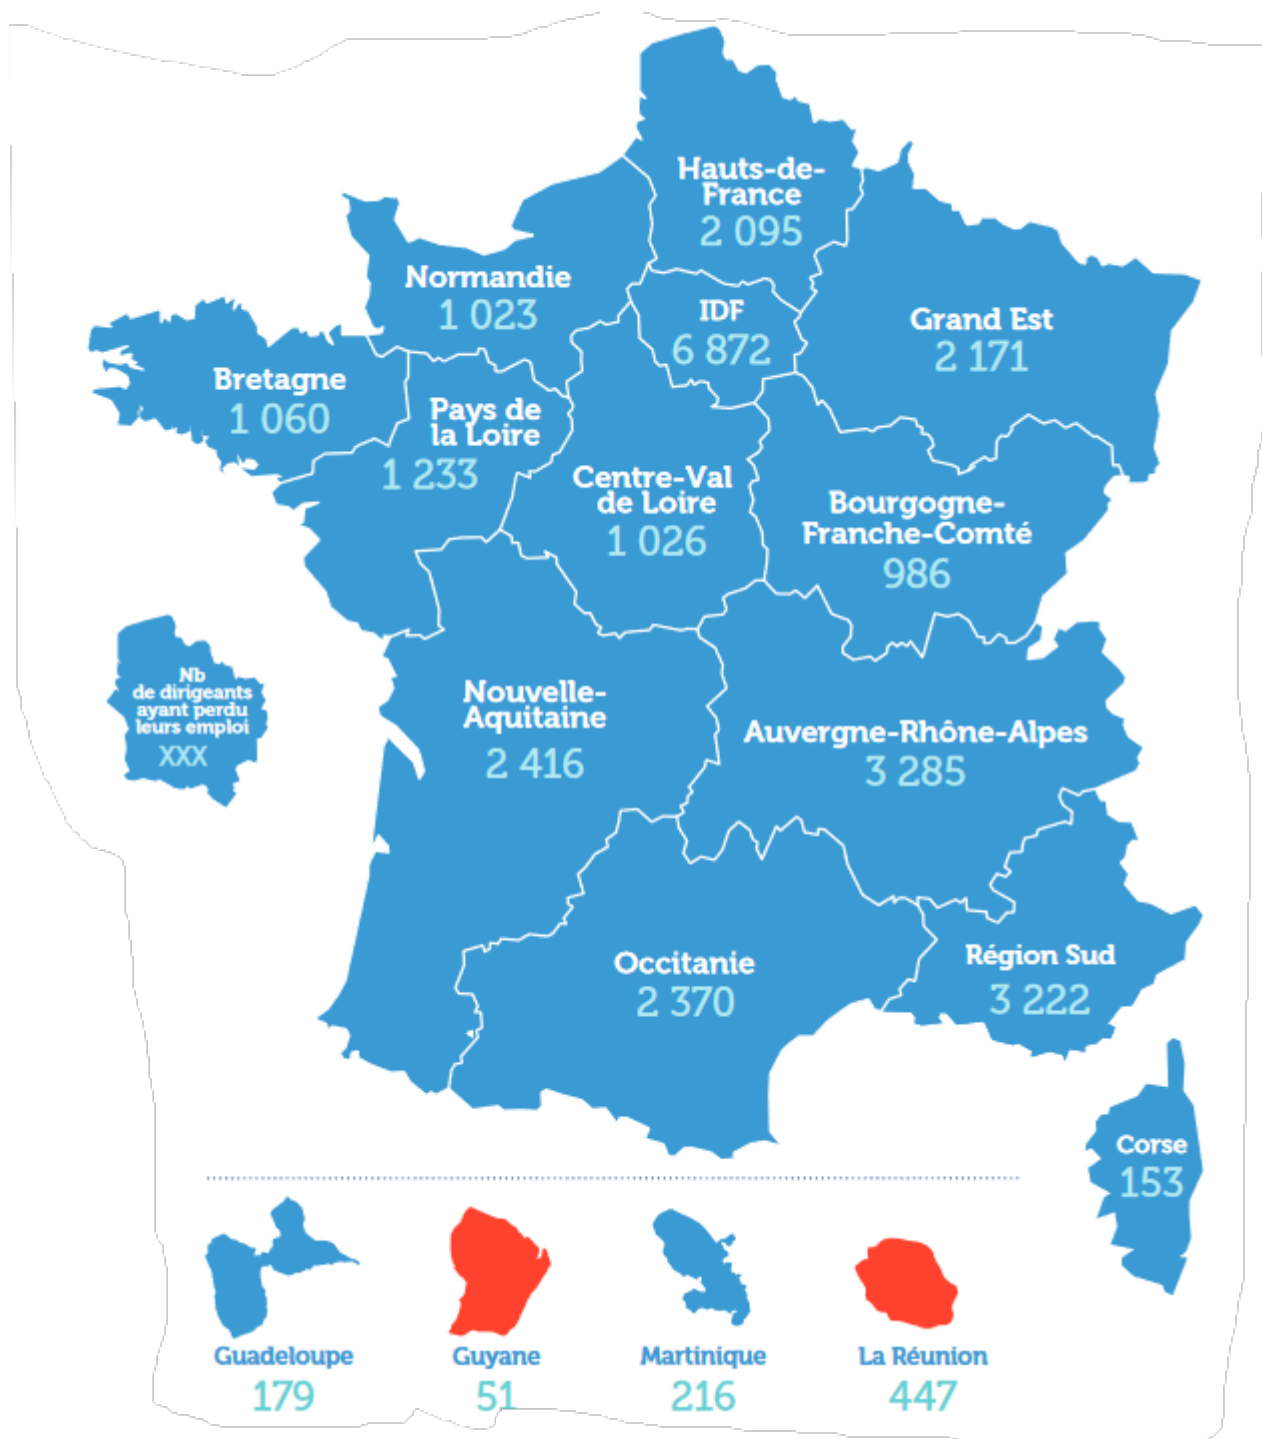 Hauts-de-
France
2 095
Normandie
1 023
IDF
6 872
Grand Est
2 171
Bretagne
1 060
Pays de
la Loire
1 233
Centre-Val
de Loire
1 026
Bourgogne-
Franche-Comté
986
Nb
de dirigeants
ayant perdu
leurs emploi
XXX
Nouvelle-
Aquitaine
2 416
Auvergne-Rhône-Alpes
3 285
Occitanie
2 370
Région Sud
3 222
Corse
153
Guadeloupe
179
Guyane
51
Martinique
216
La Réunion
447